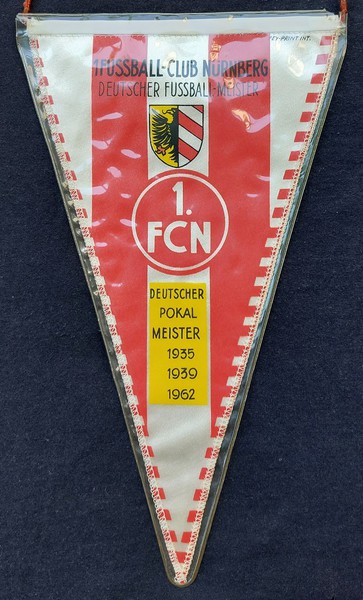 1 FUSSBALL-CLUB NÜRNBERG
DEUTSCHER FUSSBALL-MEISTER
1.
FCN
DEUTSCHER
POKAL
MEISTER
1935
1939
1962